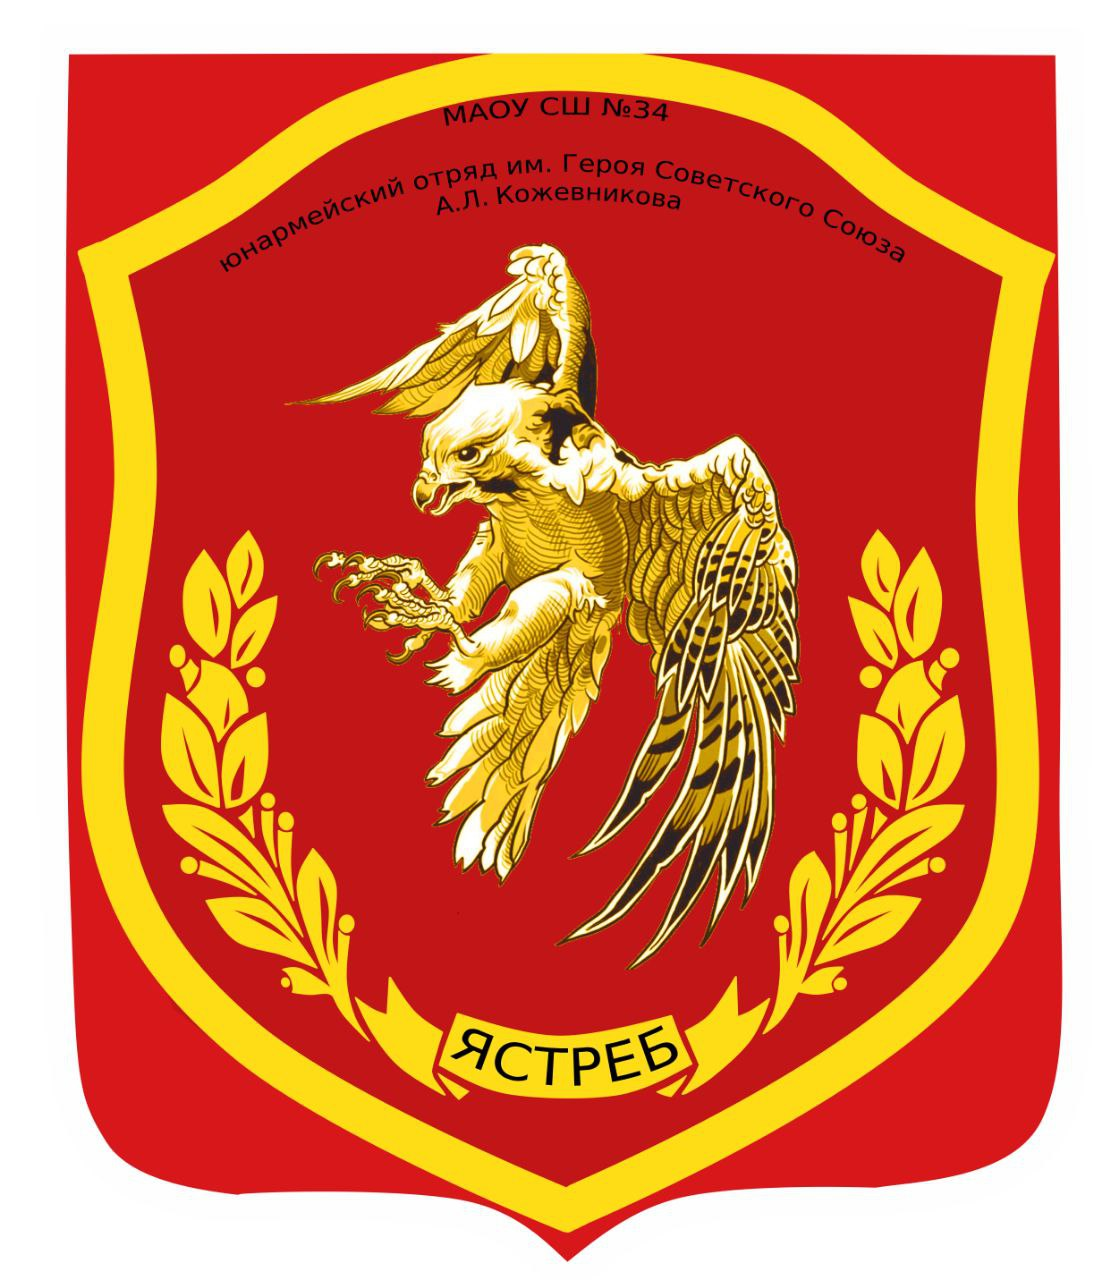 МАОУ СШ №34
юнармейский отряд им. Героя Советского Союза
А.Л. Кожевникова
ЯСТРЕБ